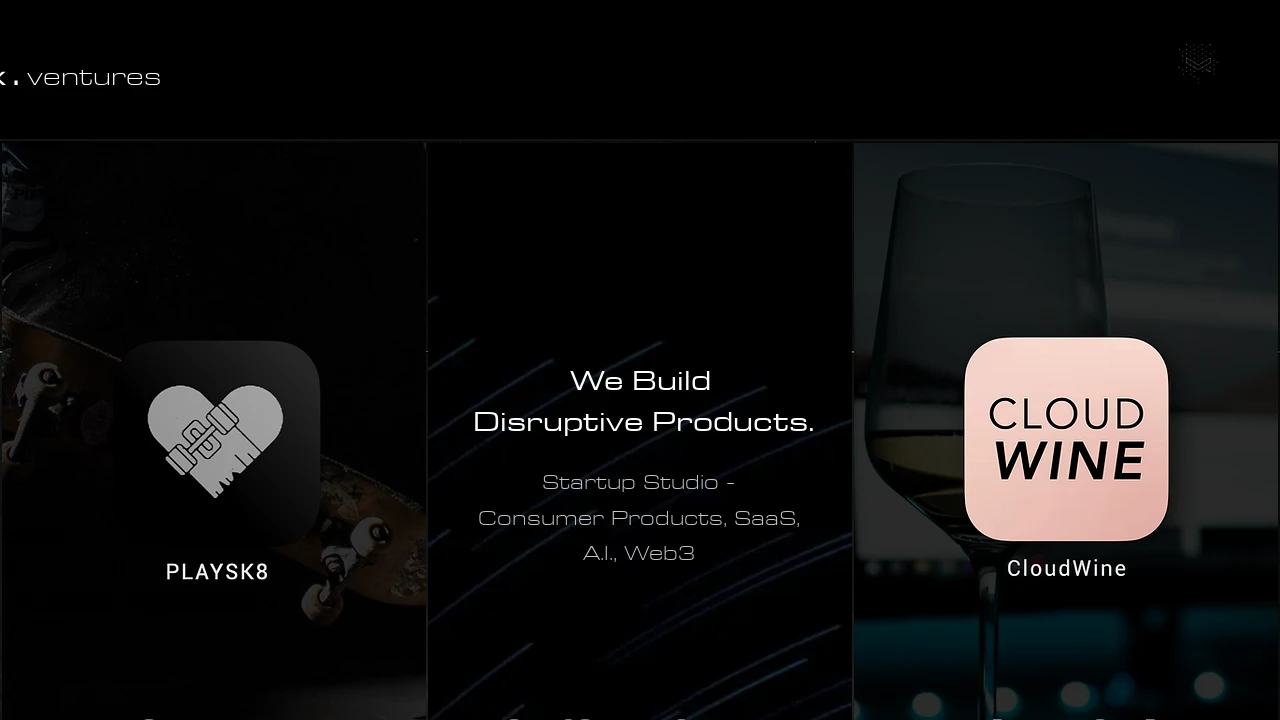 . ventures
We Build
Disruptive Products.
Startup Studio -
Consumer Products, SaaS,
A.I., Web3
PLAYSK8
CLOUD
WINE
CloudWine